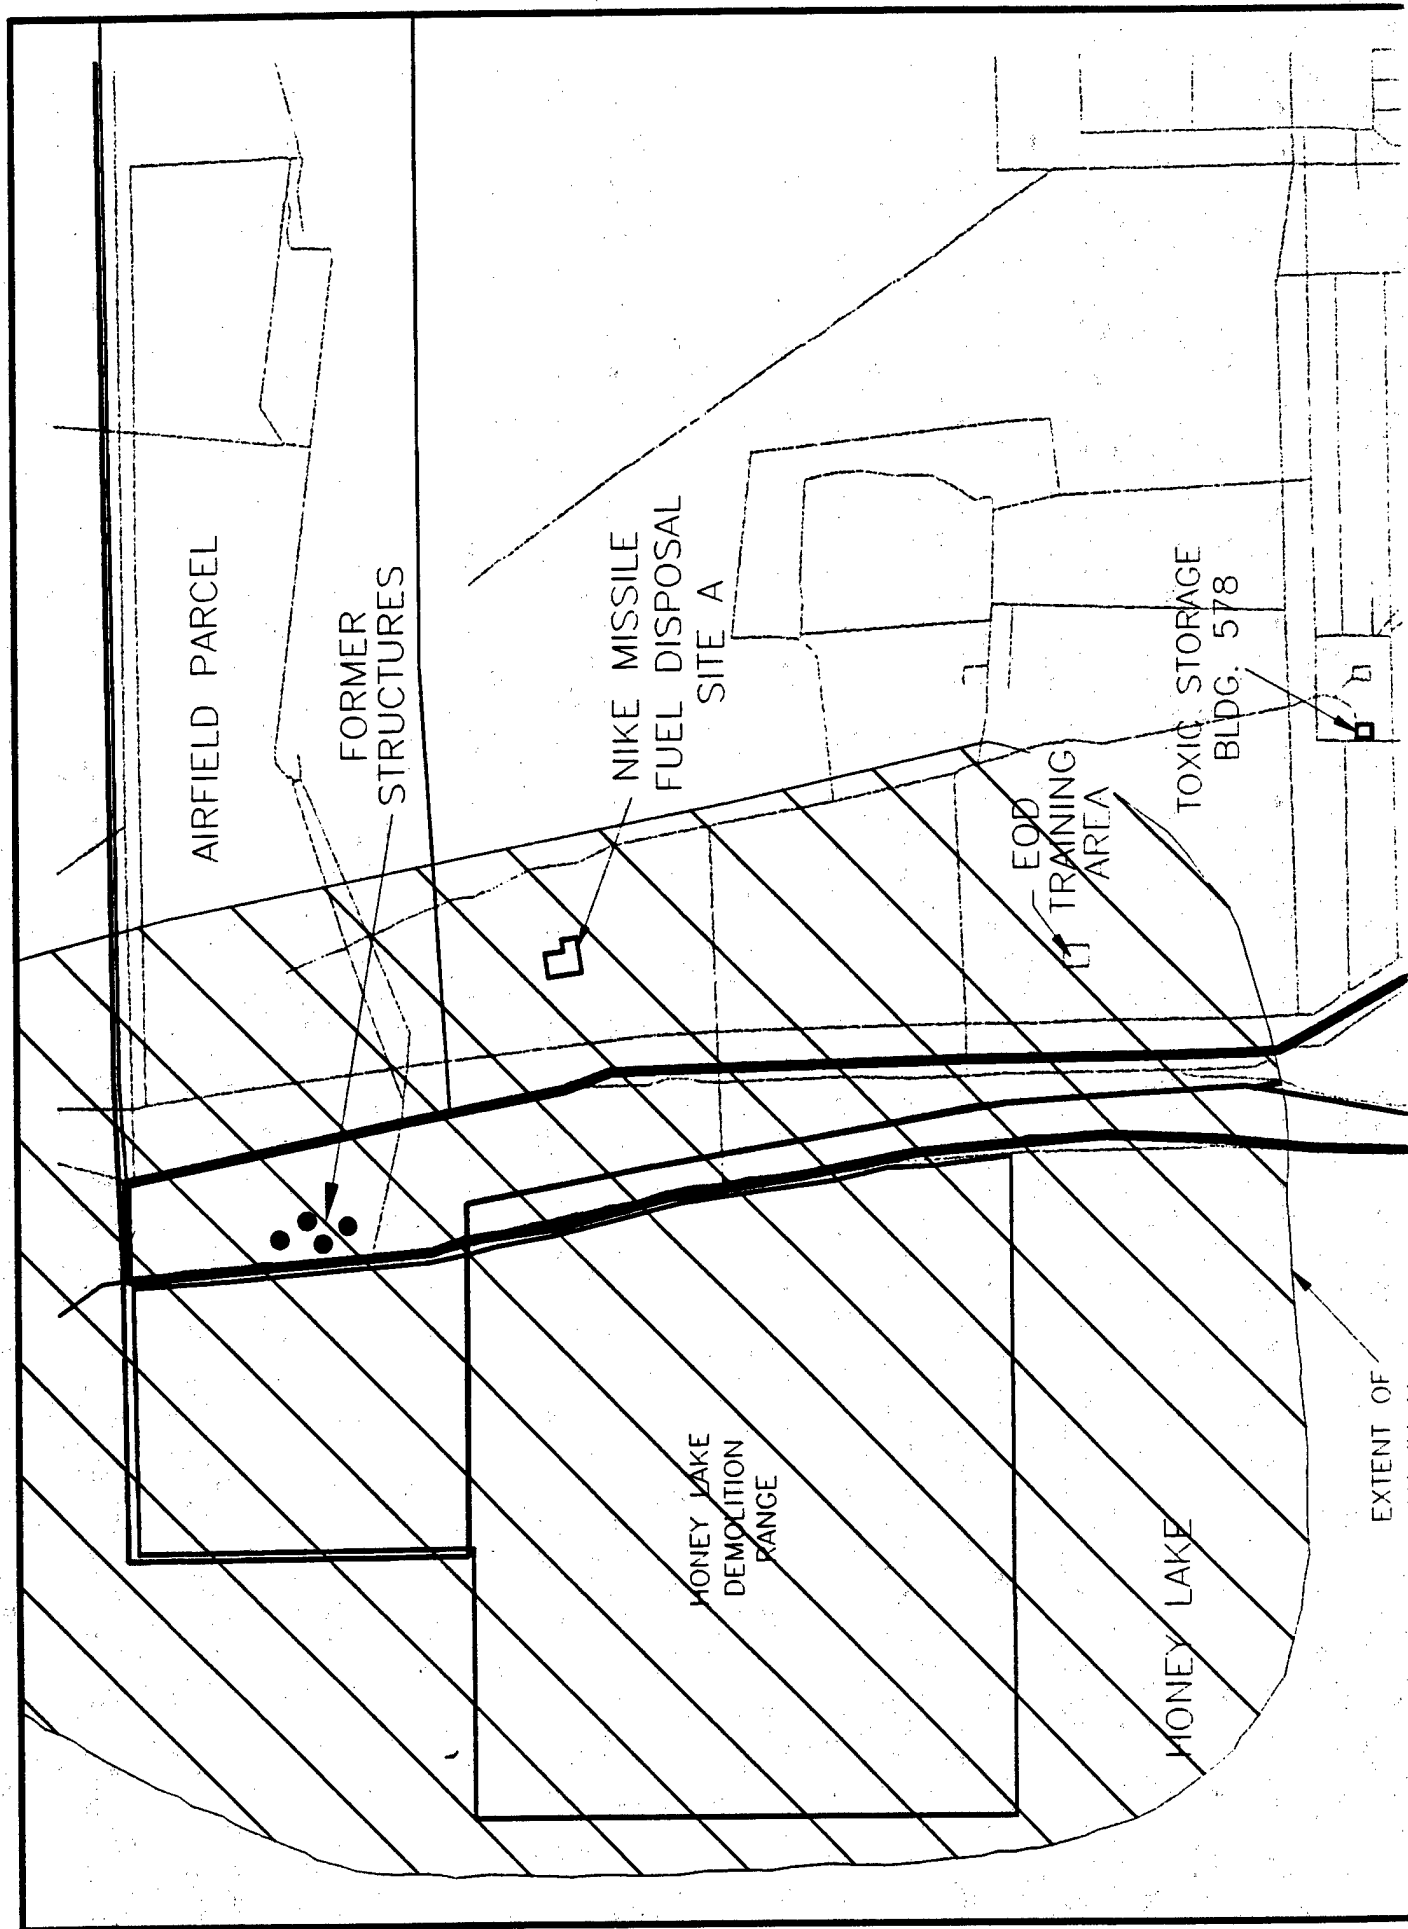 AIRFIELD PARCEL
FORMER
STRUCTURES
NIKE MISSILE
FUEL DISPOSAL
SITE A
EOD
TRAINING
AREA
TOXIC STORAGE
BLDG. 578
HONEY LAKE
DEMOLITION
RANGE
HONEY LAKE
EXTENT OF